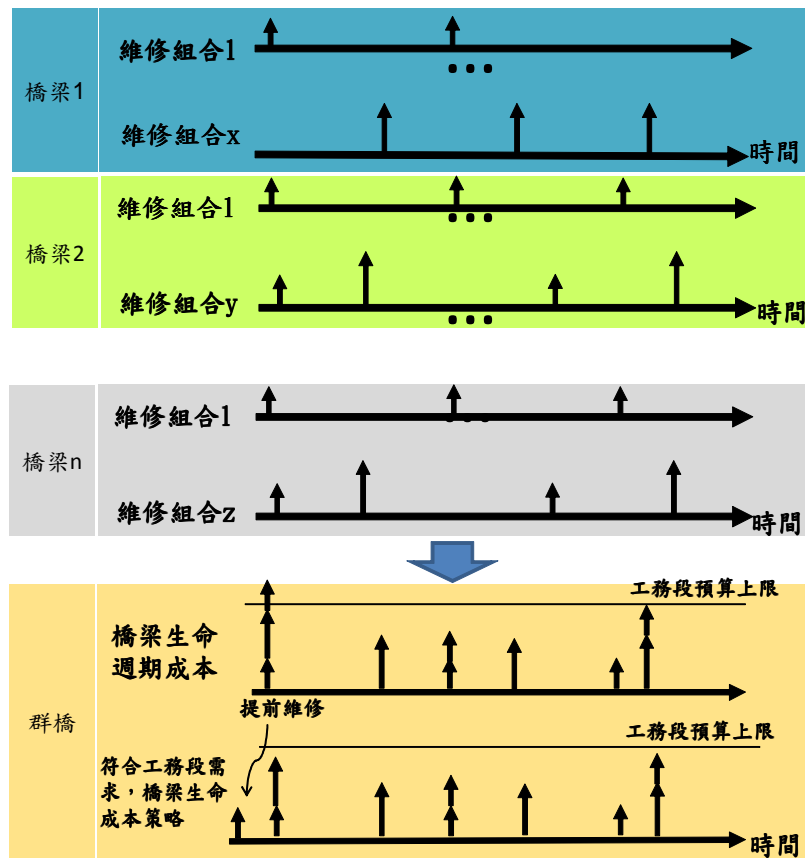 維修組合1
橋梁1
維修組合x
時間
維修組合1
橋梁2
維修組合y
時間
維修組合1
橋梁n
維修組合z
時間
工務段預算上限
橋梁生命
週期成本
提前維修
群橋
工務段預算上限
符合工務段需
求，橋梁生命
成本策略
時間